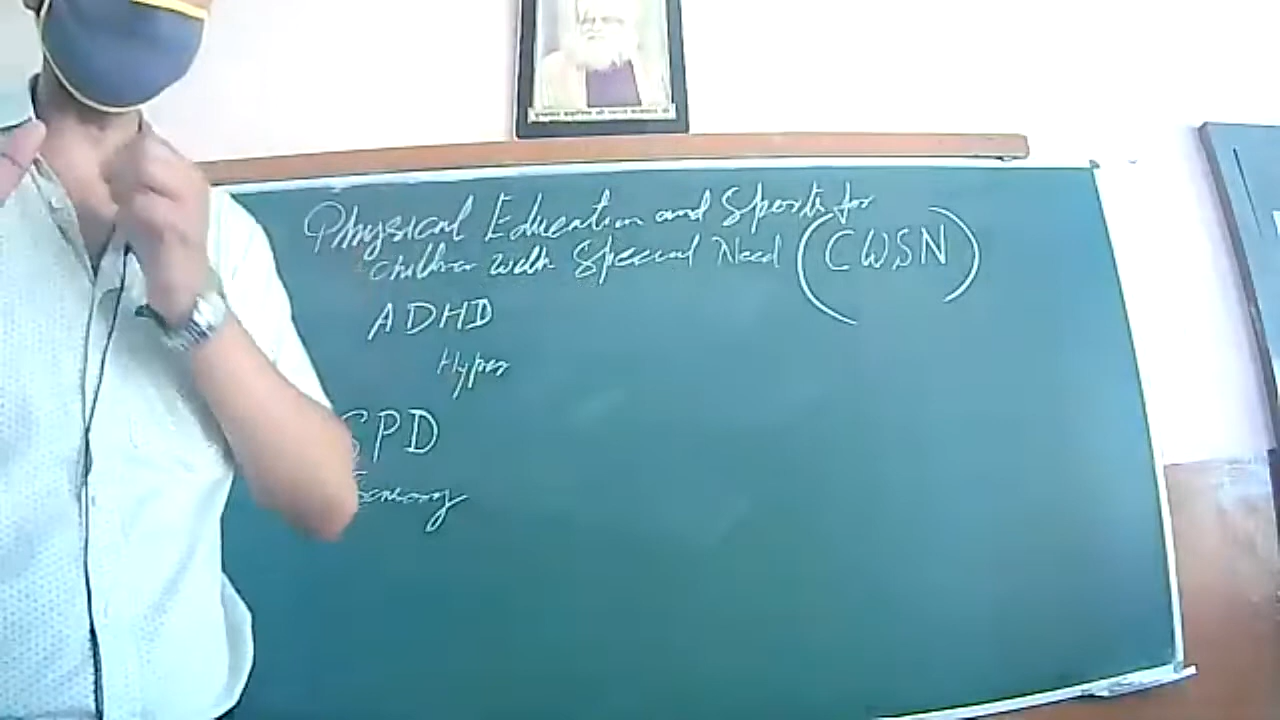 Physical Education and Sports for
Children with Special Need (CWSN)
ADHD
Hyper
SPD
Sensory